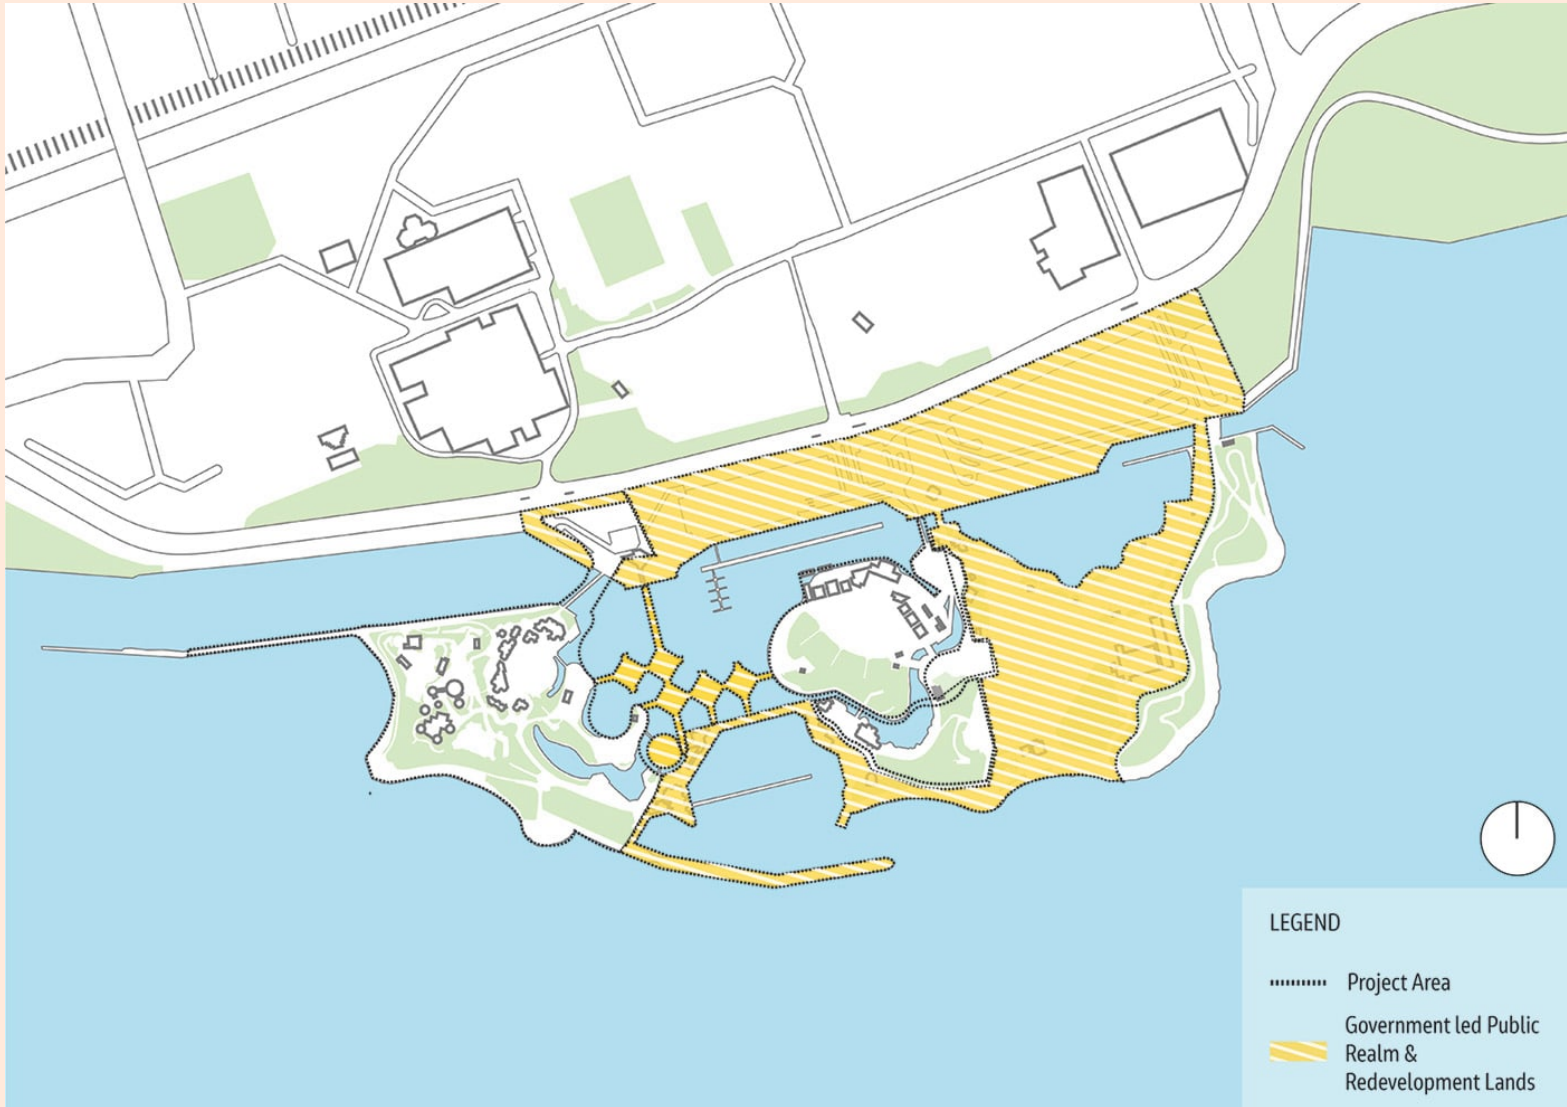 LEGEND
Project Area
Government led Public
Realm &
Redevelopment Lands